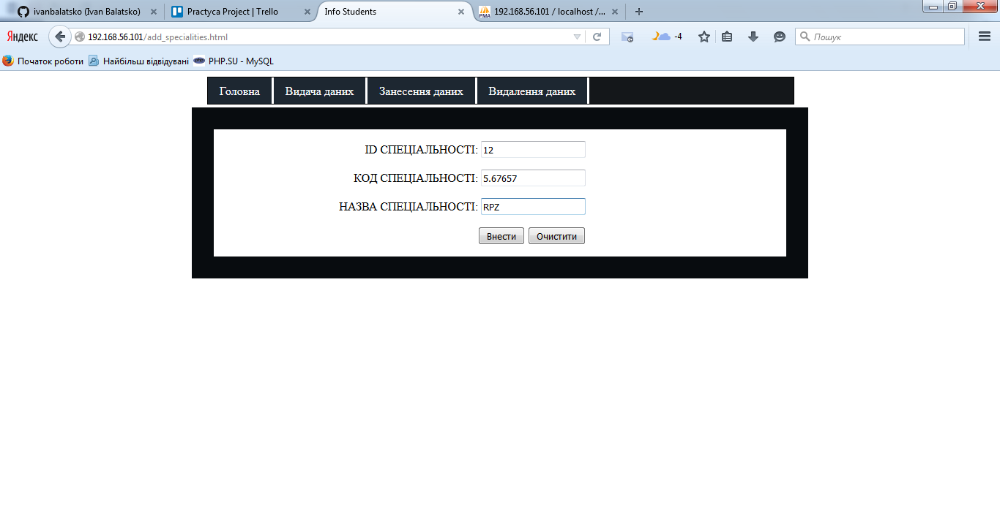 ivanbalatsko (Ivan Balatsko) Practyca Project | Trello Info Students 192.168.56.101 / localhost /...
Яндекс 192.168.56.101/add_specialities.html -4 Пошук
Початок роботи Найбільш відвідувані PHP.SU - MySQL
Головна Видача даних Занесення даних Видалення даних
ID СПЕЦІАЛЬНОСТІ: 12
КОД СПЕЦІАЛЬНОСТІ: 5.67657
НАЗВА СПЕЦІАЛЬНОСТІ: RPZ
Внести Очистити